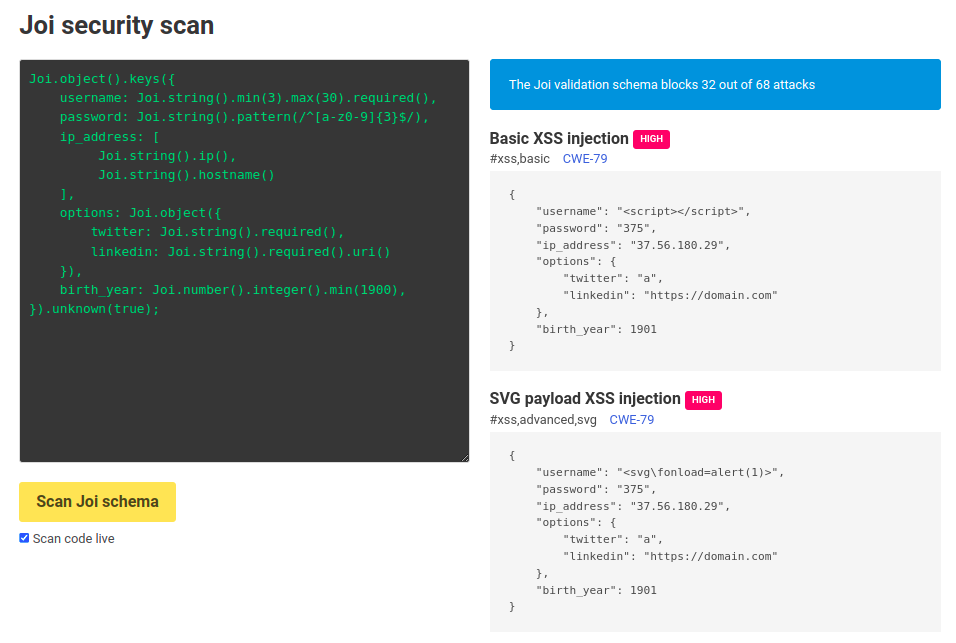 Joi security scan
Joi.object().keys({
    username: Joi.string().min(3).max(30).required(),
    password: Joi.string().pattern(/^[a-z0-9]{3}$/),
    ip_address: [
         Joi.string().ip(),
         Joi.string().hostname()
    ],
    options: Joi.object({
        twitter: Joi.string().required(),
        linkedin: Joi.string().required().uri()
    }),
    birth_year: Joi.number().integer().min(1900),
}).unknown(true);
Scan Joi schema
Scan code live
The Joi validation schema blocks 32 out of 68 attacks
Basic XSS injection HIGH
#xss,basic CWE-79
{
    "username": "<script></script>",
    "password": "375",
    "ip_address": "37.56.180.29",
    "options": {
        "twitter": "a",
        "linkedin": "https://domain.com"
    },
    "birth_year": 1901
}
SVG payload XSS injection HIGH
#xss,advanced,svg CWE-79
{
    "username": "<svg\fonload=alert(1)>",
    "password": "375",
    "ip_address": "37.56.180.29",
    "options": {
        "twitter": "a",
        "linkedin": "https://domain.com"
    },
    "birth_year": 1901
}